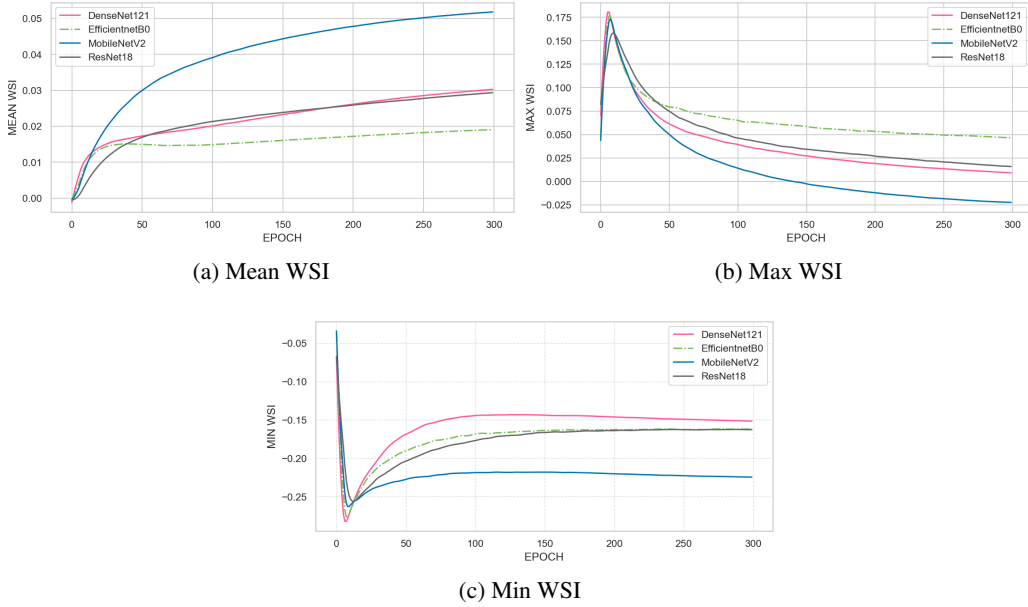 DenseNet121
EfficientnetB0
MobileNetV2
ResNet18
MEAN WSI
0.05
0.04
0.03
0.02
0.01
0.00
0 50 100 150 200 250 300
EPOCH
(a) Mean WSI
DenseNet121
EfficientnetB0
MobileNetV2
ResNet18
MAX WSI
0.175
0.150
0.125
0.100
0.075
0.050
0.025
0.000
−0.025
0 50 100 150 200 250 300
EPOCH
(b) Max WSI
DenseNet121
EfficientnetB0
MobileNetV2
ResNet18
MIN WSI
−0.05
−0.10
−0.15
−0.20
−0.25
0 50 100 150 200 250 300
EPOCH
(c) Min WSI